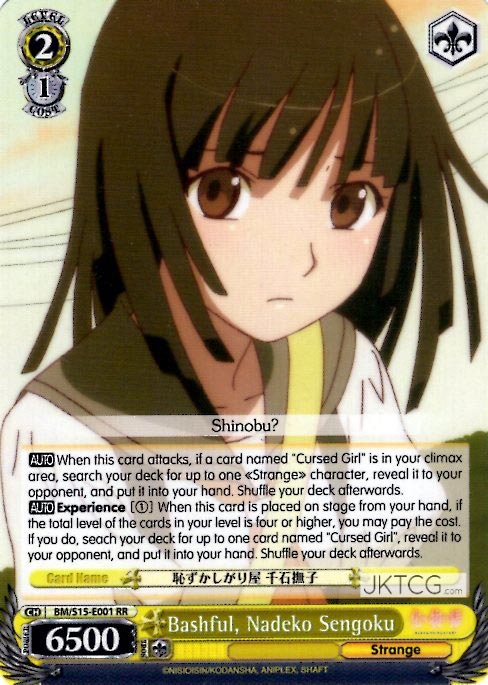 LEVEL
2
1
COST
Shinobu?
AUTO When this card attacks, if a card named "Cursed Girl" is in your climax
area, search your deck for up to one «Strange» character, reveal it to your
opponent, and put it into your hand. Shuffle your deck afterwards.
AUTO Experience [①] When this card is placed on stage from your hand, if
the total level of the cards in your level is four or higher, you may pay the cost.
If you do, seach your deck for up to one card named "Cursed Girl", reveal it to
your opponent, and put it into your hand. Shuffle your deck afterwards.
Card Name 恥ずかしがり屋 千石撫子
JKTCG.com
CH BM/S15-E001 RR
POWER 6500 SOUL Bashful, Nadeko Sengoku
Strange
©NISIOISIN/KODANSHA, ANIPLEX, SHAFT